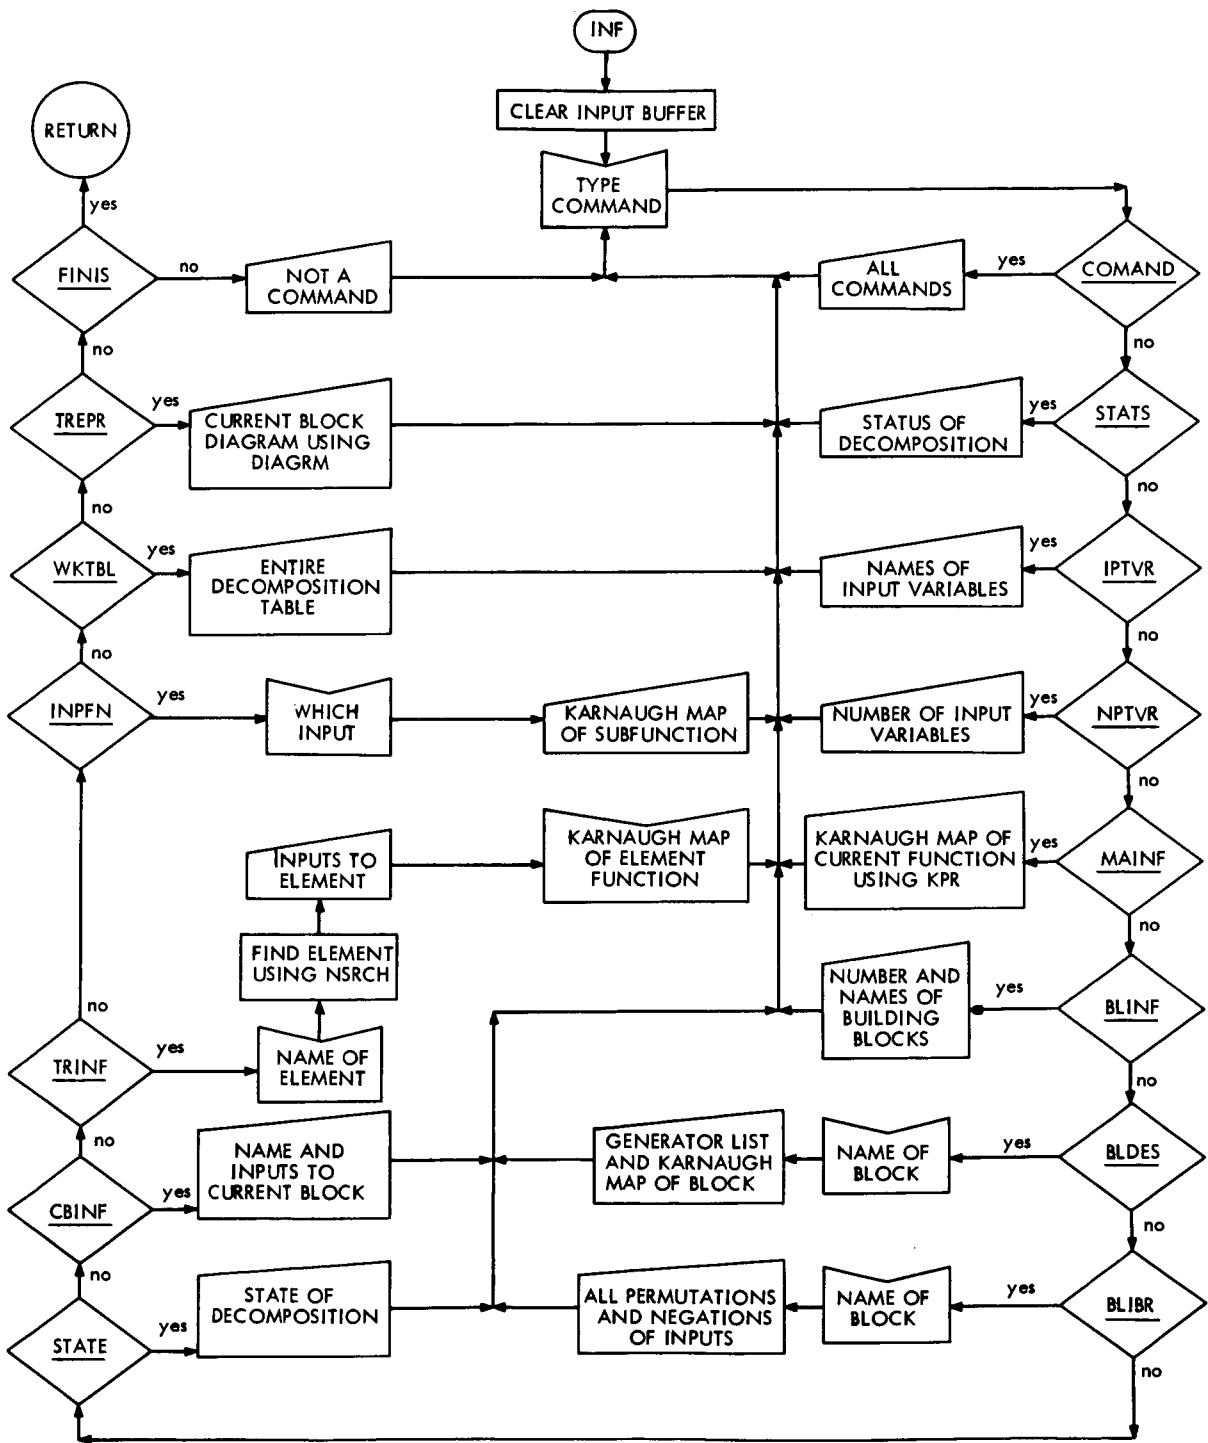 INF
CLEAR INPUT BUFFER
RETURN
TYPE
COMMAND
yes
FINIS
no
NOT A
COMMAND
ALL
COMMANDS
yes
COMAND
no
no
TREPR
yes
CURRENT BLOCK
DIAGRAM USING
DIAGRM
STATUS OF
DECOMPOSITION
yes
STATS
no
no
WKTBL
yes
ENTIRE
DECOMPOSITION
TABLE
NAMES OF
INPUT VARIABLES
yes
IPTVR
no
no
INPFN
yes
WHICH
INPUT
KARNAUGH MAP
OF SUBFUNCTION
NUMBER OF INPUT
VARIABLES
yes
NPTVR
no
INPUTS TO
ELEMENT
KARNAUGH MAP
OF ELEMENT
FUNCTION
KARNAUGH MAP OF
CURRENT FUNCTION
USING KPR
yes
MAINF
no
FIND ELEMENT
USING NSRCH
NUMBER AND
NAMES OF
BUILDING
BLOCKS
yes
BLINF
no
no
TRINF
yes
NAME OF
ELEMENT
no
CBINF
yes
NAME AND
INPUTS TO
CURRENT BLOCK
GENERATOR LIST
AND KARNAUGH
MAP OF BLOCK
NAME OF
BLOCK
yes
BLDES
no
no
STATE
yes
STATE OF
DECOMPOSITION
ALL PERMUTATIONS
AND NEGATIONS
OF INPUTS
NAME OF
BLOCK
yes
BLIBR
no